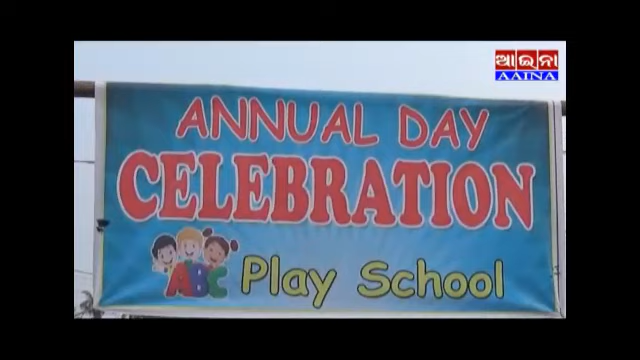 ଆଇନା
AAINA
ANNUAL DAY
CELEBRATION
ABC
Play School